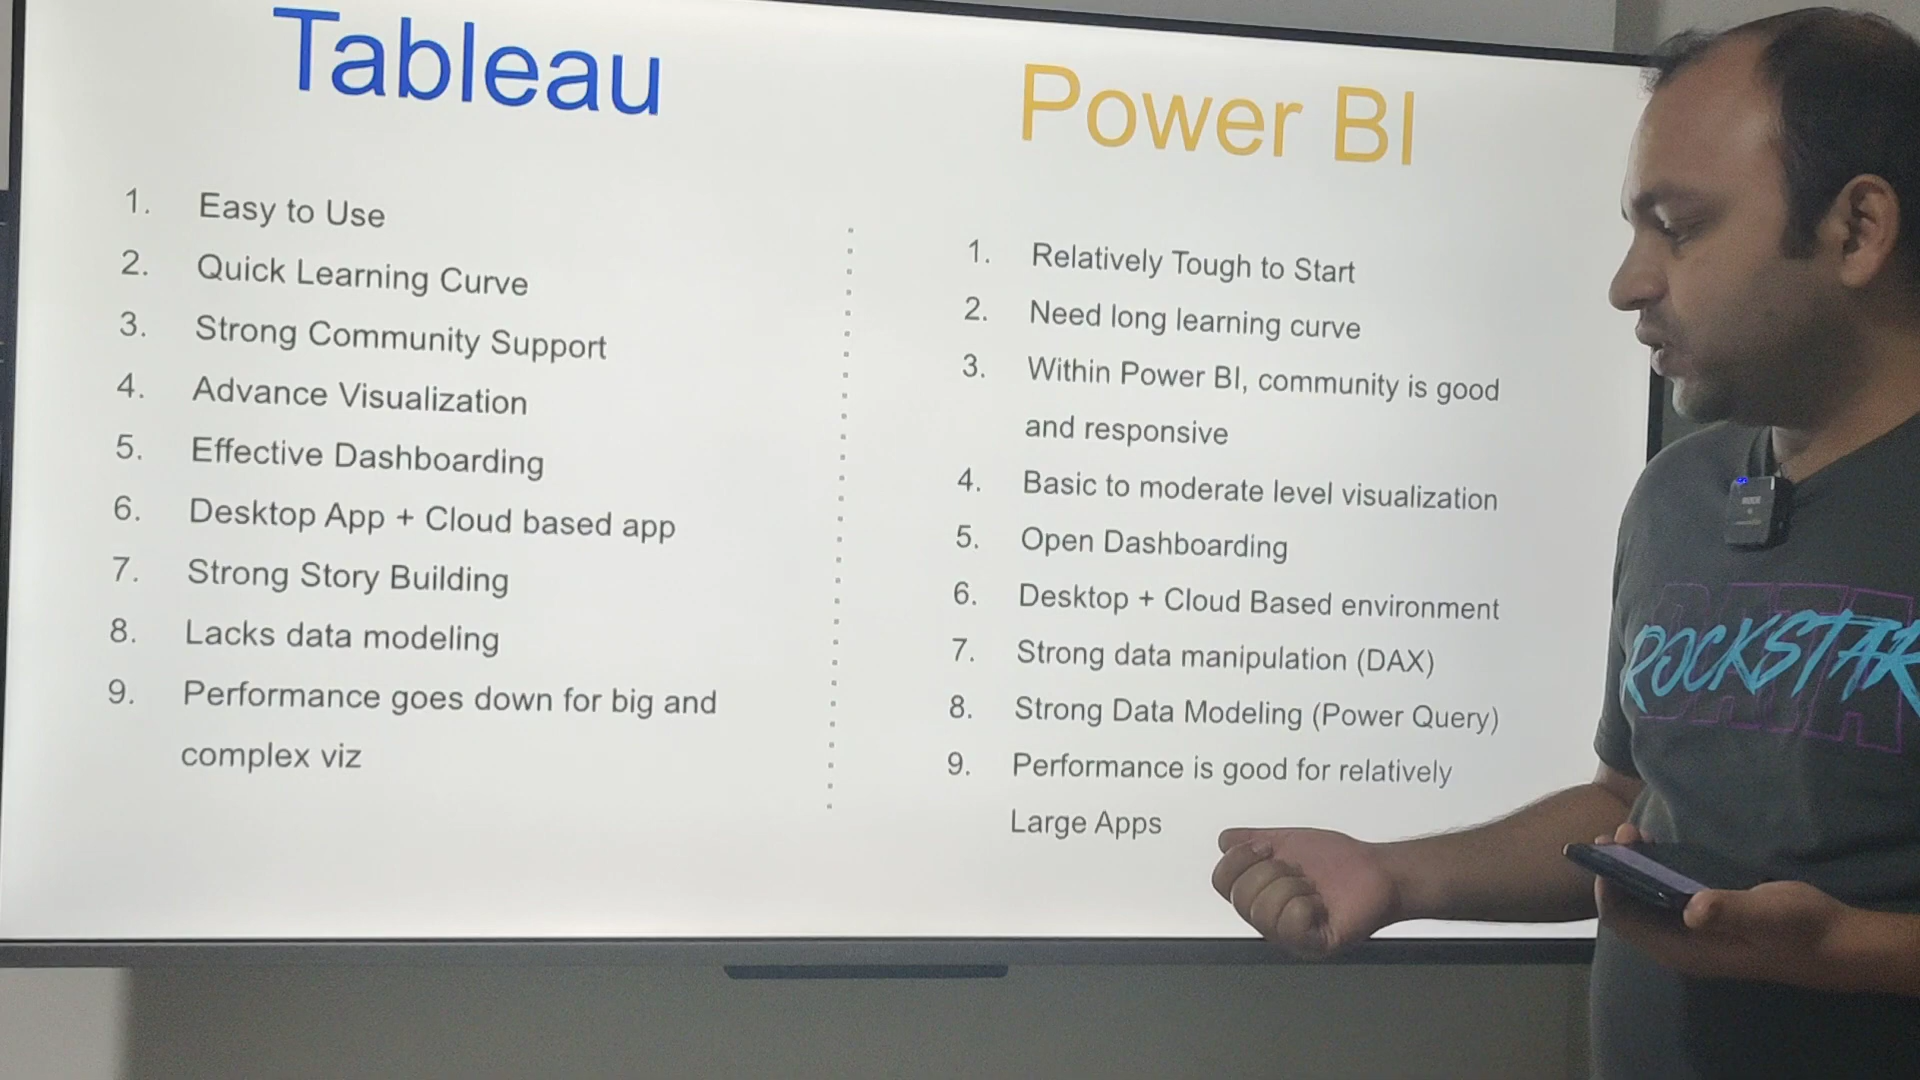 Tableau
1. Easy to Use
2. Quick Learning Curve
3. Strong Community Support
4. Advance Visualization
5. Effective Dashboarding
6. Desktop App + Cloud based app
7. Strong Story Building
8. Lacks data modeling
9. Performance goes down for big and
complex viz
Power BI
1. Relatively Tough to Start
2. Need long learning curve
3. Within Power BI, community is good
and responsive
4. Basic to moderate level visualization
5. Open Dashboarding
6. Desktop + Cloud Based environment
7. Strong data manipulation (DAX)
8. Strong Data Modeling (Power Query)
9. Performance is good for relatively
Large Apps
DATA
ROCKSTAR